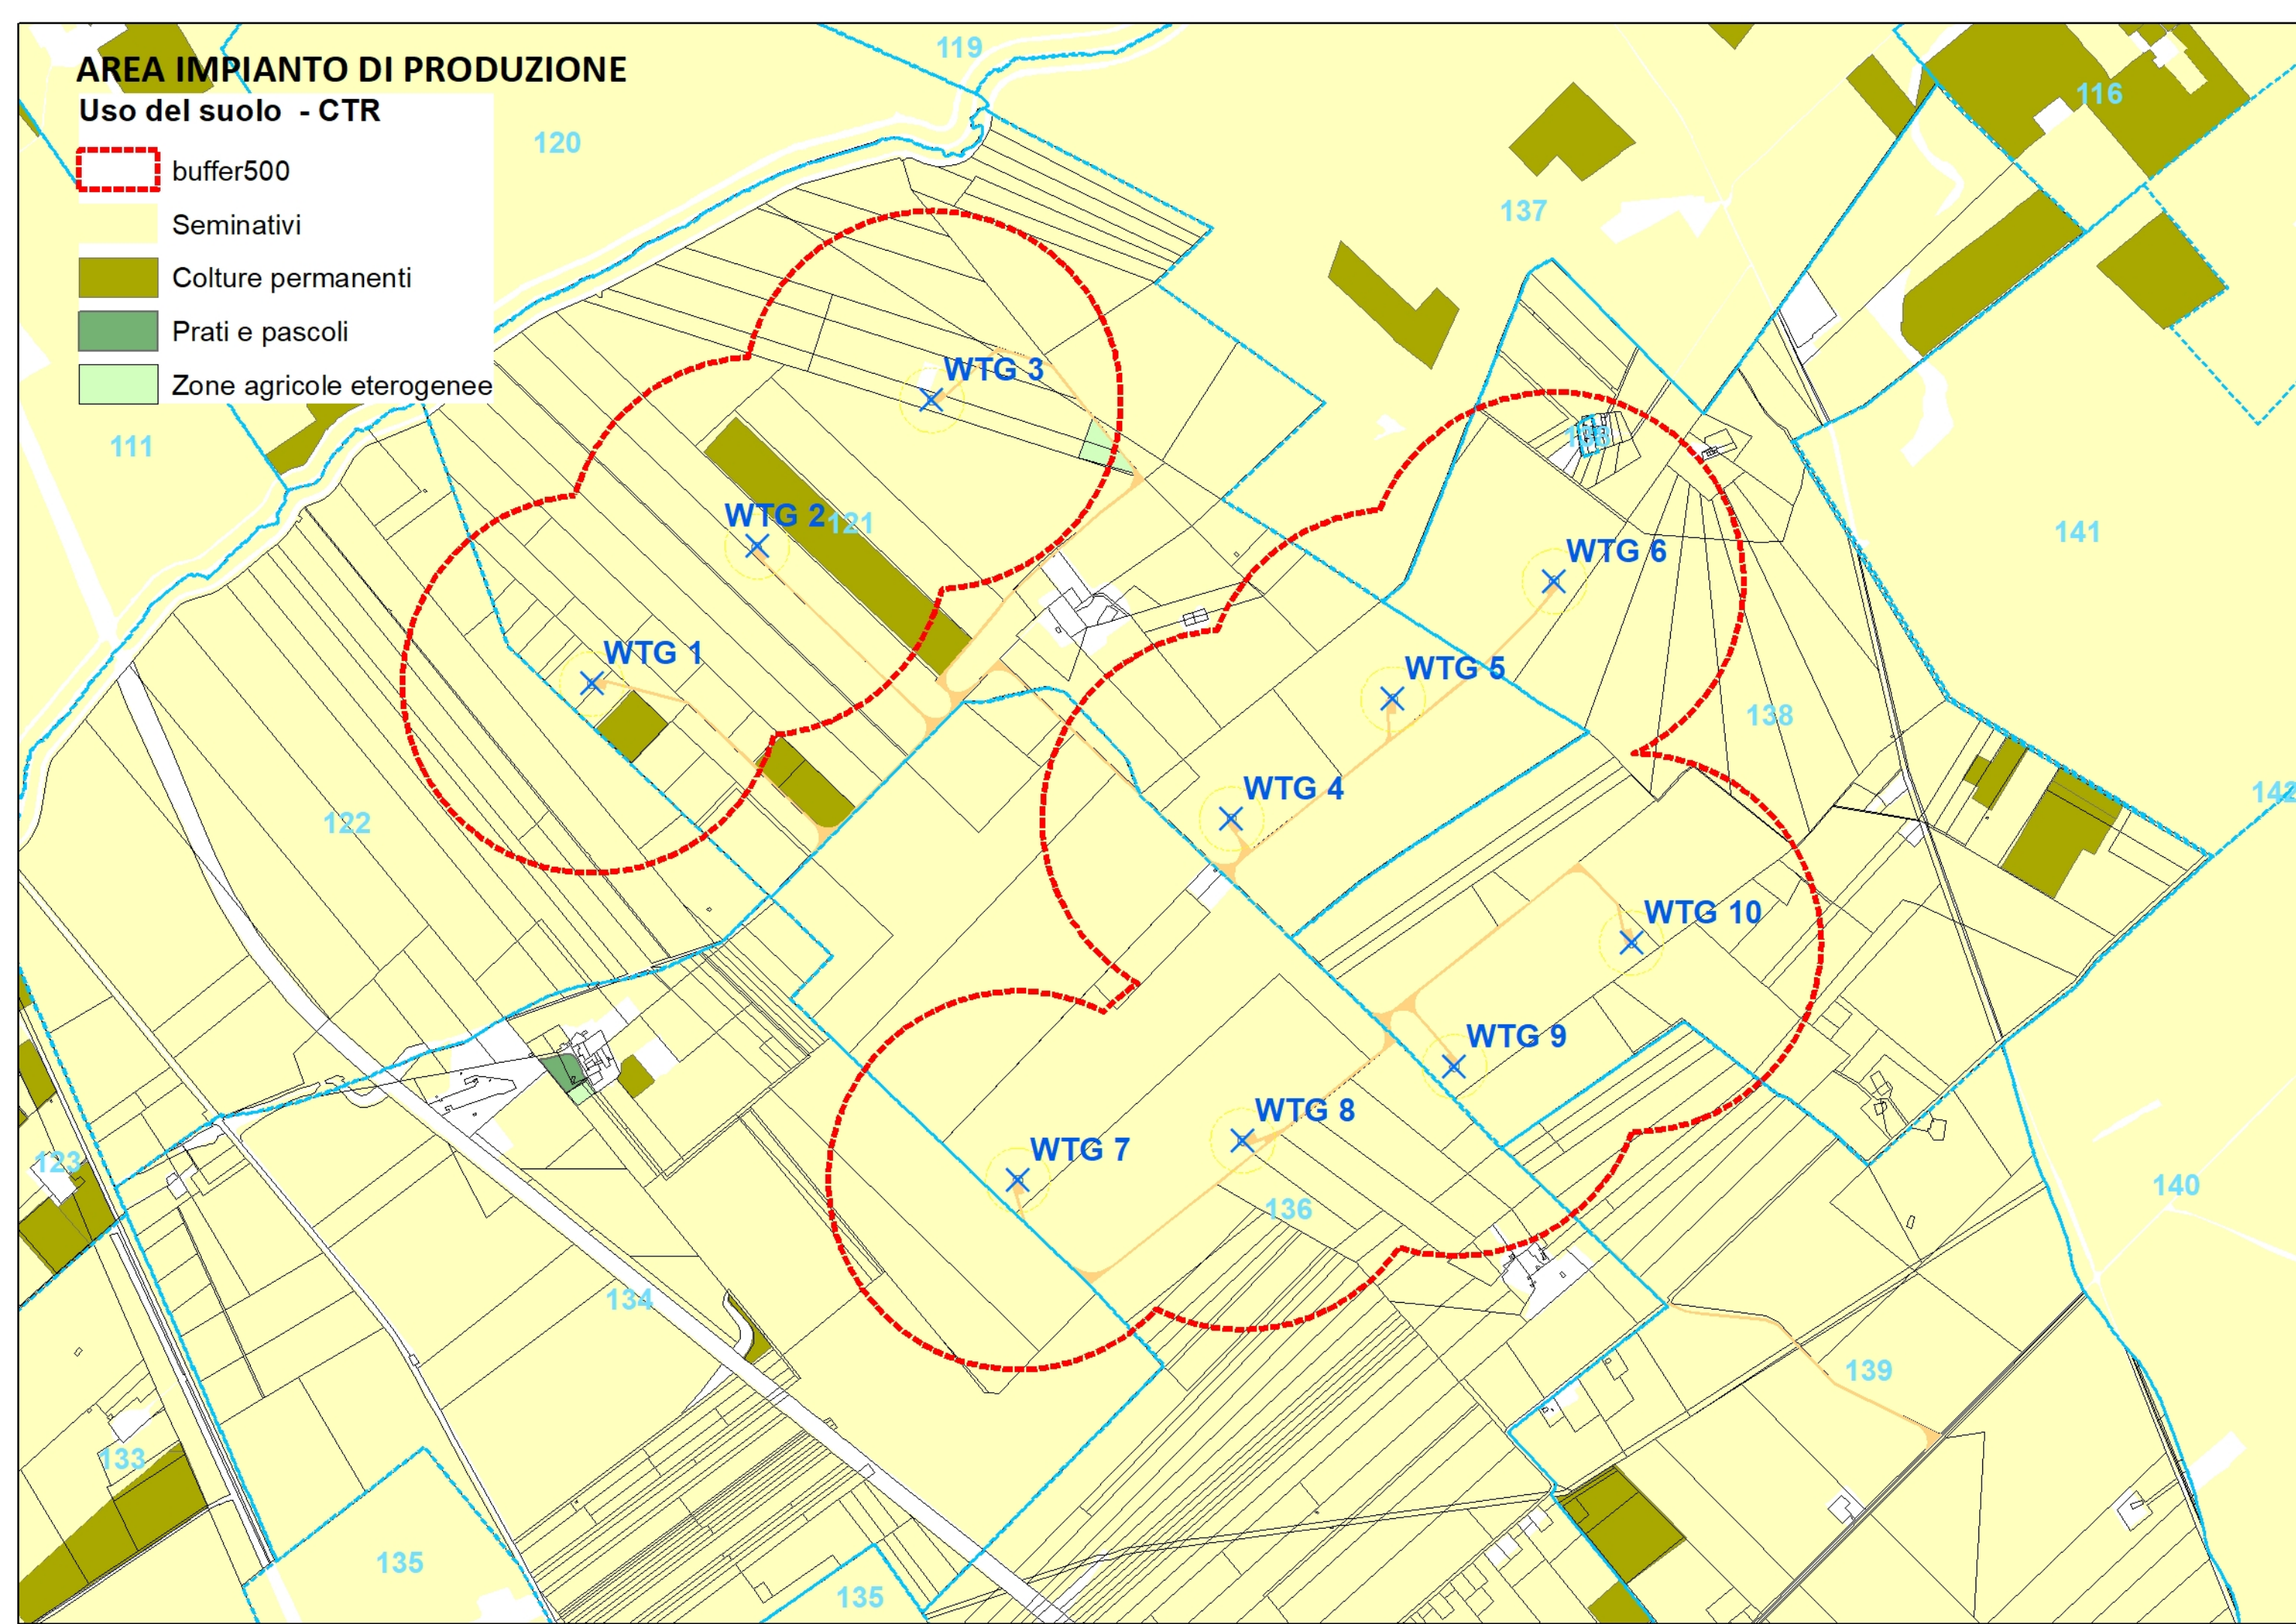 AREA IMPIANTO DI PRODUZIONE
Uso del suolo - CTR
buffer500
Seminativi
Colture permanenti
Prati e pascoli
Zone agricole eterogenee
119
116
120
137
WTG 3
111
WTG 2
121
141
WTG 6
WTG 1
WTG 5
138
WTG 4
142
122
WTG 10
WTG 9
WTG 8
WTG 7
123
140
136
134
139
133
135
135